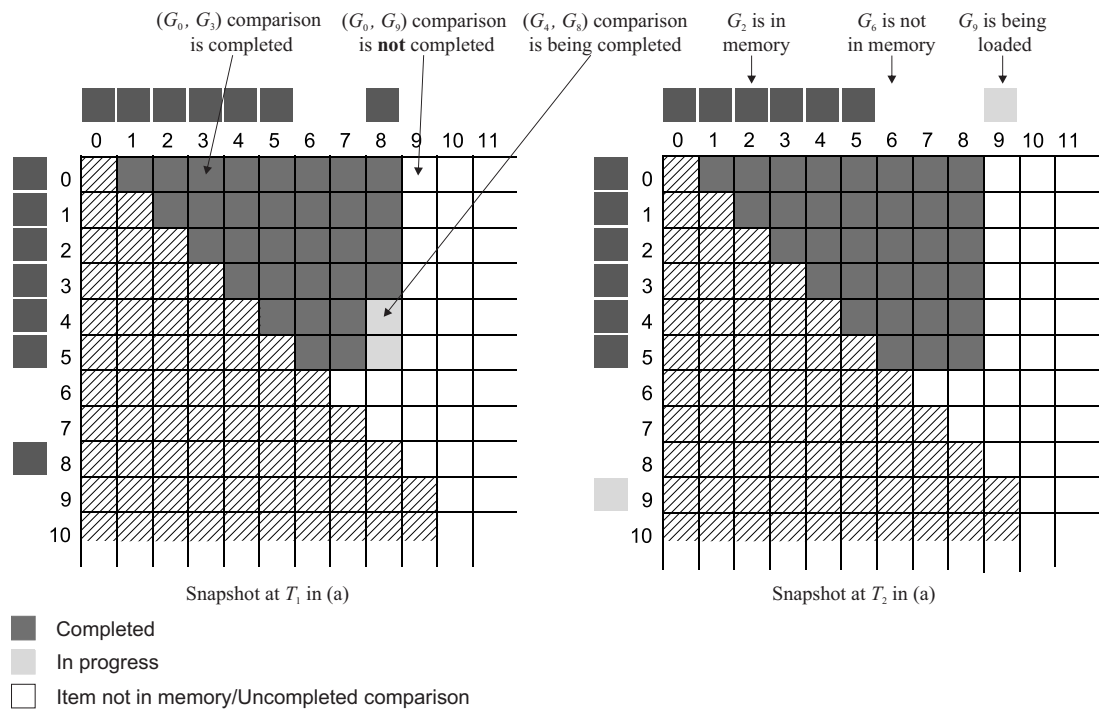 (G0, G3) comparison
is completed
(G0, G9) comparison
is not completed
(G4, G8) comparison
is being completed
G2 is in
memory
G6 is not
in memory
G9 is being
loaded
0 1 2 3 4 5 6 7 8 9 10 11
0
1
2
3
4
5
6
7
8
9
10
Snapshot at T1 in (a)
0 1 2 3 4 5 6 7 8 9 10 11
0
1
2
3
4
5
6
7
8
9
10
Snapshot at T2 in (a)
Completed
In progress
Item not in memory/Uncompleted comparison